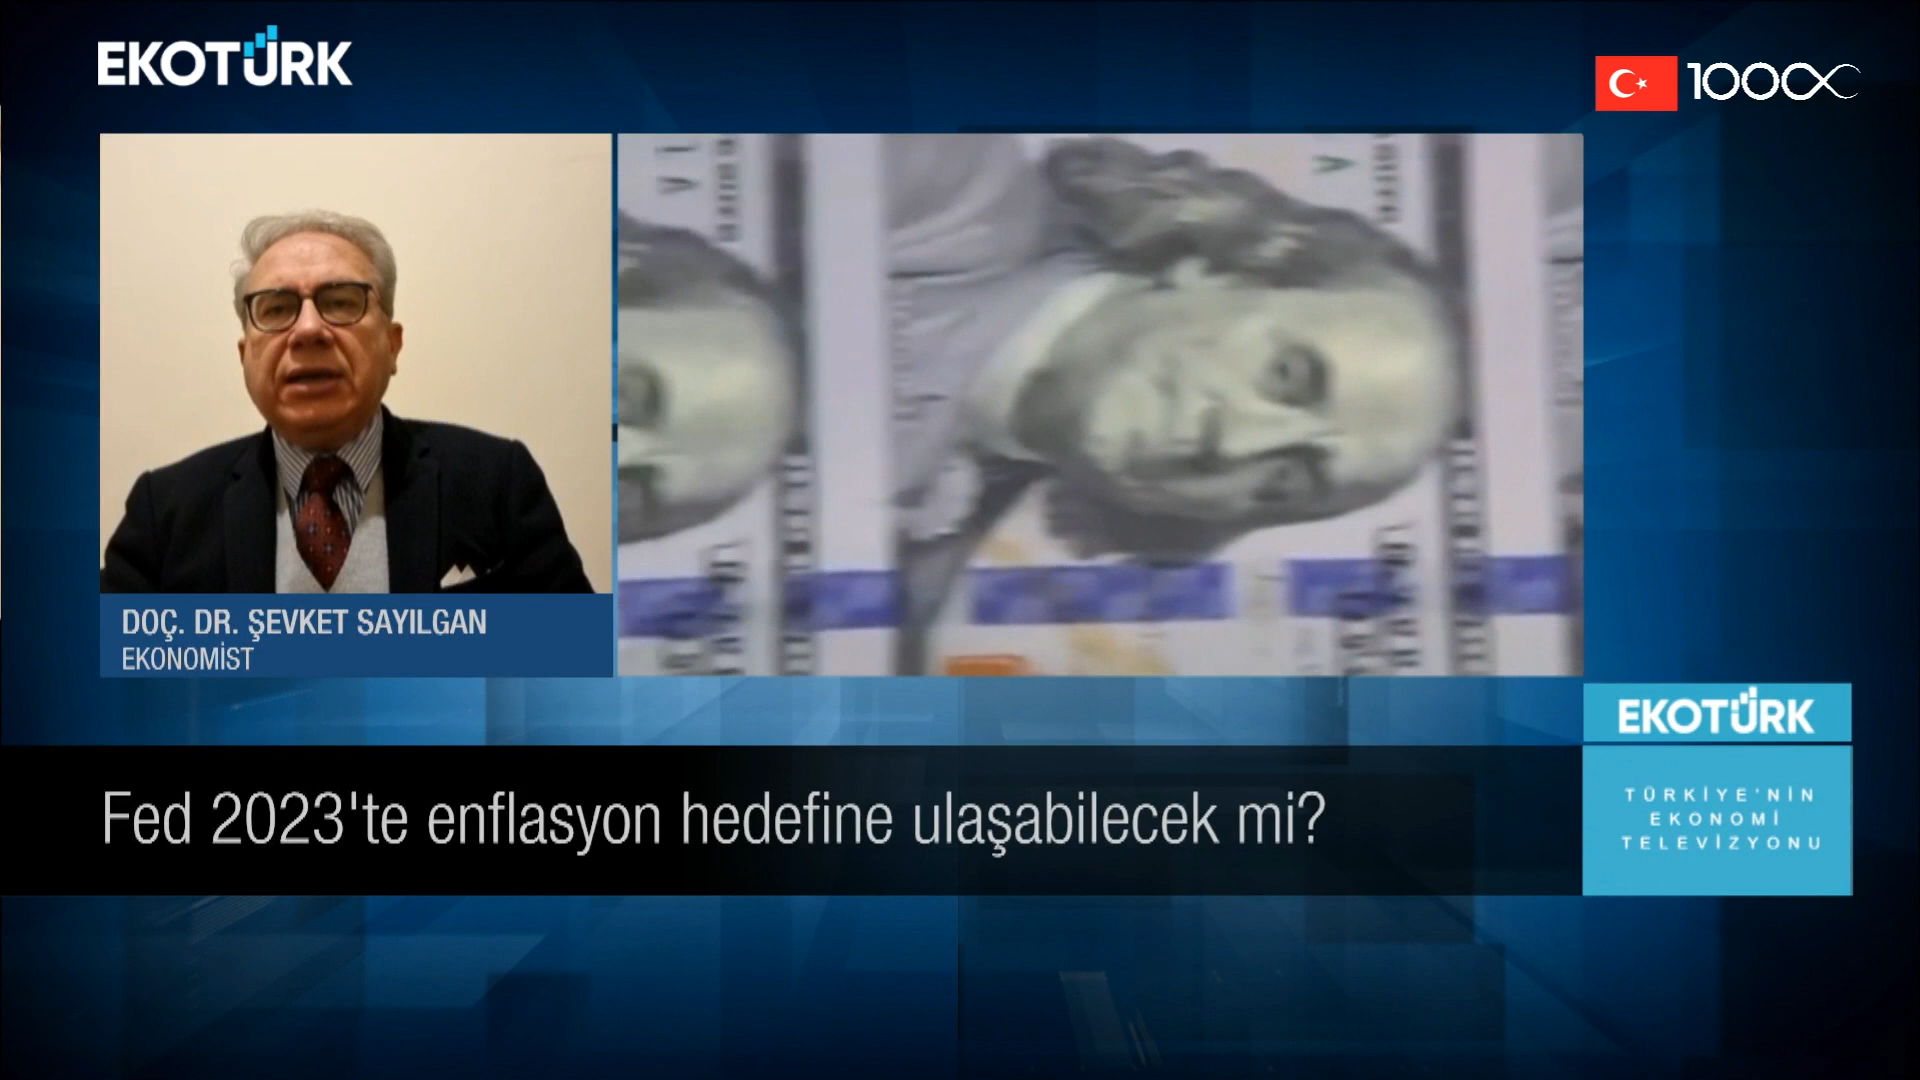 EKOTÜRK
100
DOÇ. DR. ŞEVKET SAYILGAN
EKONOMİST
EKOTÜRK
Fed 2023'te enflasyon hedefine ulaşabilecek mi?
TÜRKİYE'NİN
EKONOMİ
TELEVİZYONU